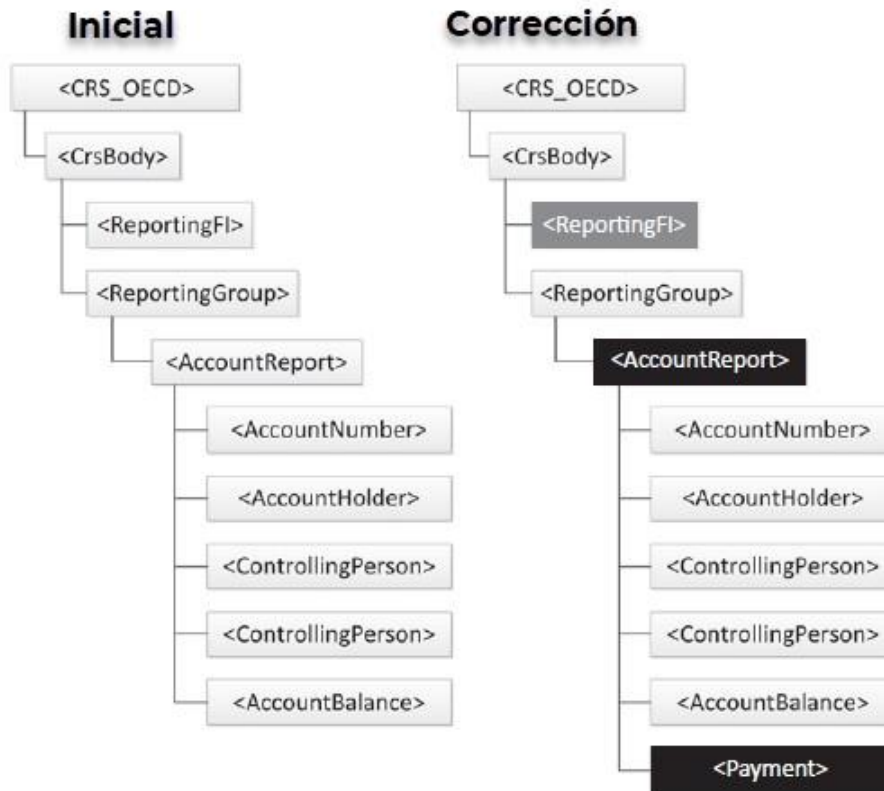 Inicial
<CRS_OECD>
<CrsBody>
<ReportingFI>
<ReportingGroup>
<AccountReport>
<AccountNumber>
<AccountHolder>
<ControllingPerson>
<ControllingPerson>
<AccountBalance>
Corrección
<CRS_OECD>
<CrsBody>
<ReportingFI>
<ReportingGroup>
<AccountReport>
<AccountNumber>
<AccountHolder>
<ControllingPerson>
<ControllingPerson>
<AccountBalance>
<Payment>